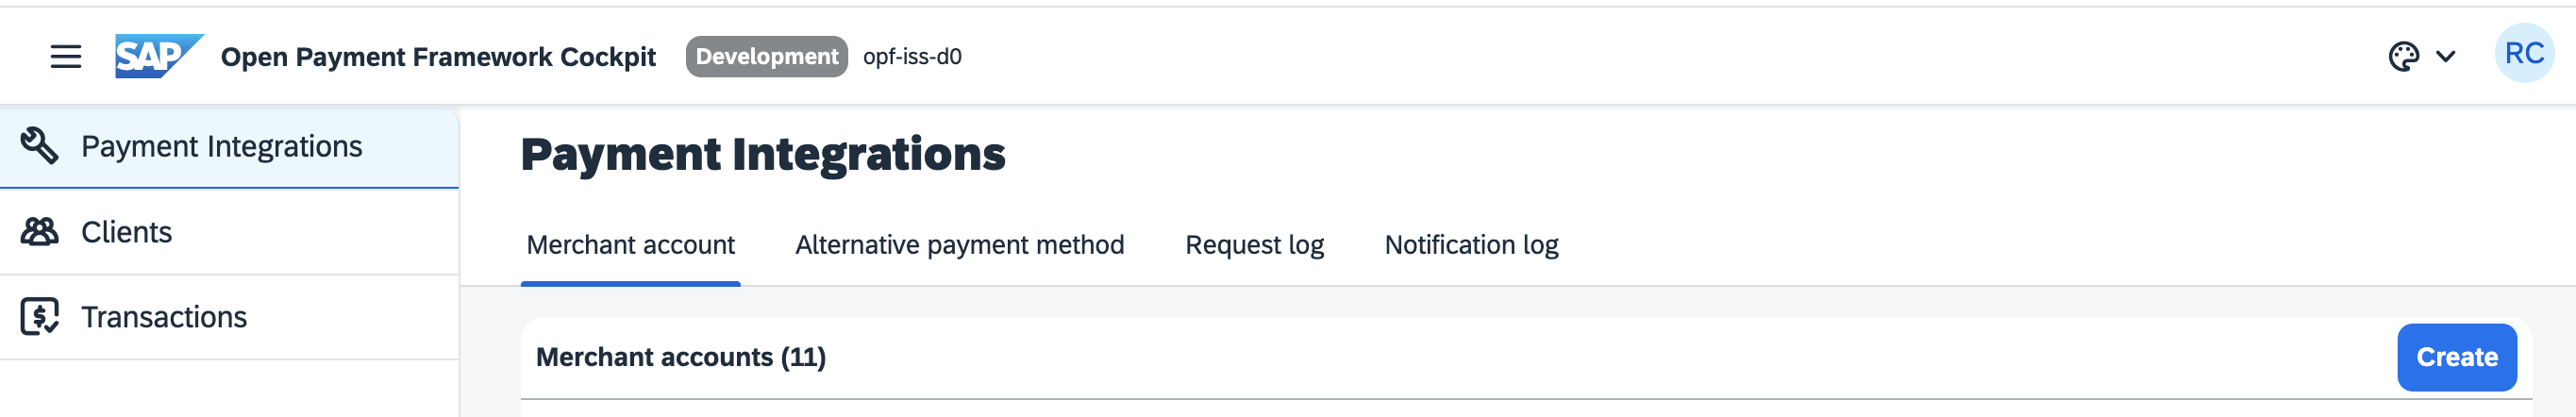 SAP Open Payment Framework Cockpit Development opf-iss-d0 RC
Payment Integrations
Clients
Transactions
Payment Integrations
Merchant account Alternative payment method Request log Notification log
Merchant accounts (11) Create